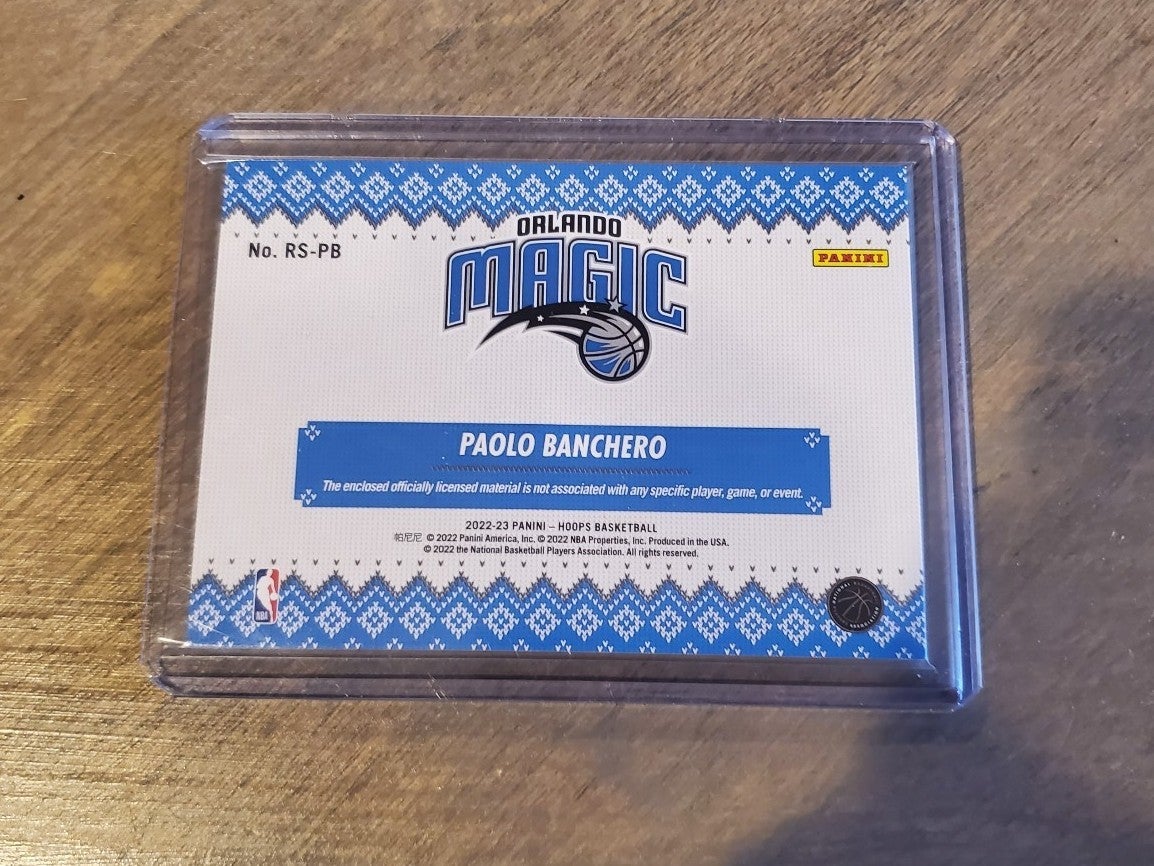 No. RS-PB
ORLANDO
MAGIC
PANINI
PAOLO BANCHERO
The enclosed officially licensed material is not associated with any specific player, game, or event.
2022-23 PANINI – HOOPS BASKETBALL
帕尼尼 © 2022 Panini America, Inc. © 2022 NBA Properties, Inc. Produced in the USA.
© 2022 the National Basketball Players Association. All rights reserved.
NBA